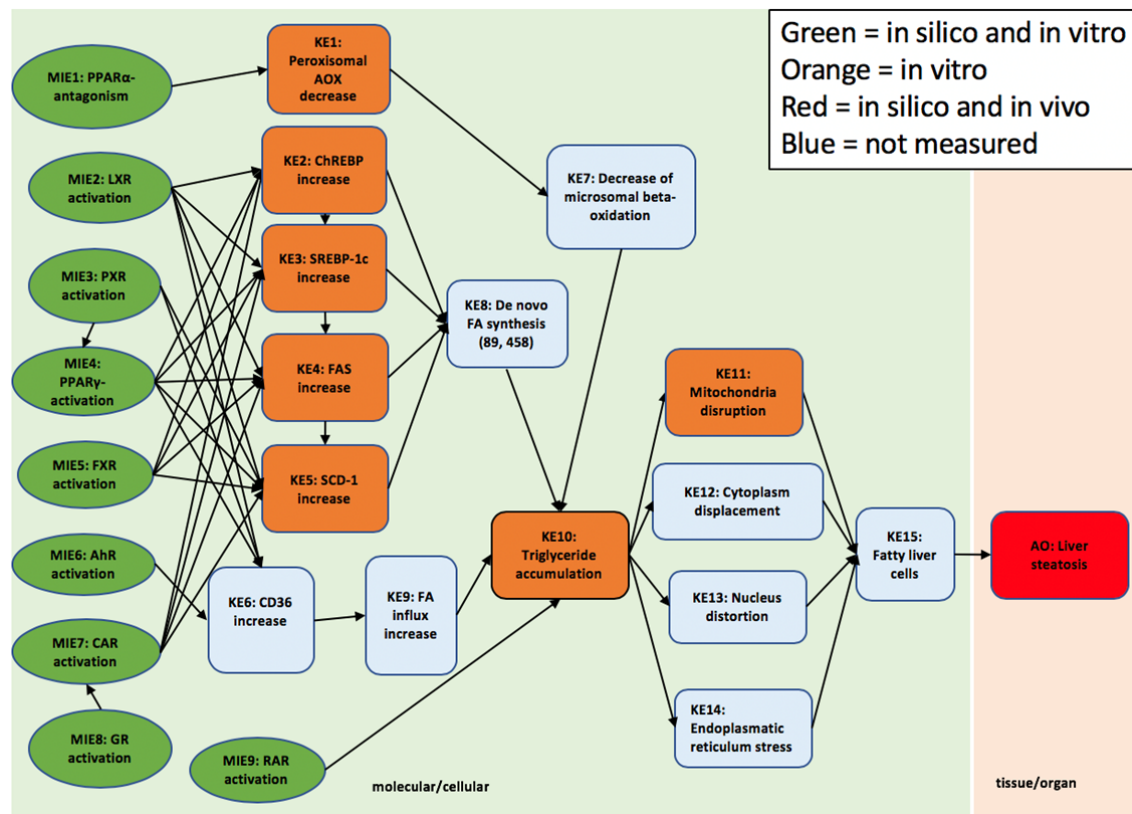 Green = in silico and in vitro
Orange = in vitro
Red = in silico and in vivo
Blue = not measured
MIE1: PPARα-
antagonism
KE1:
Peroxisomal
AOX
decrease
MIE2: LXR
activation
KE2: ChREBP
increase
KE7: Decrease of
microsomal beta-
oxidation
MIE3: PXR
activation
KE3: SREBP-1c
increase
KE8: De novo
FA synthesis
(89, 458)
MIE4:
PPARγ-
activation
KE4: FAS
increase
KE11:
Mitochondria
disruption
MIE5: FXR
activation
KE5: SCD-1
increase
KE12: Cytoplasm
displacement
MIE6: AhR
activation
KE10:
Triglyceride
accumulation
KE15:
Fatty liver
cells
AO: Liver
steatosis
KE6: CD36
increase
KE9: FA
influx
increase
KE13: Nucleus
distortion
MIE7: CAR
activation
KE14:
Endoplasmatic
reticulum stress
MIE8: GR
activation
MIE9: RAR
activation
molecular/cellular
tissue/organ